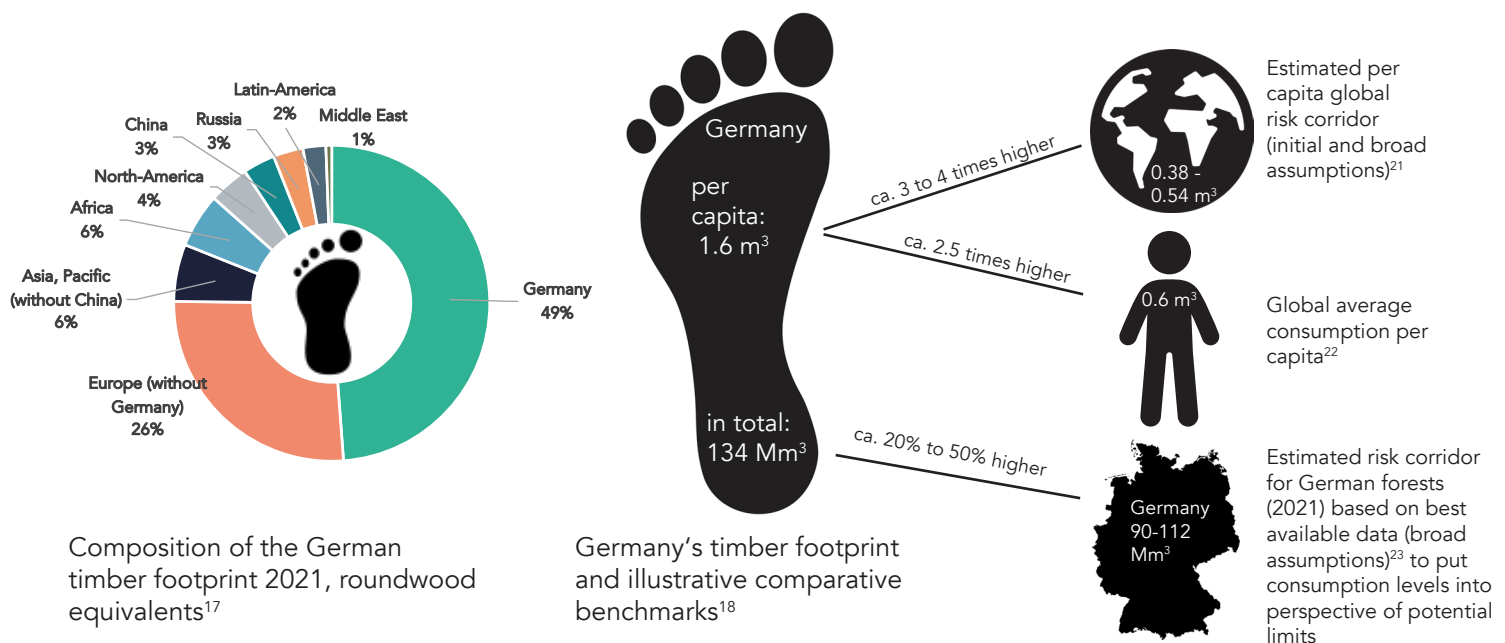 Latin-America
2%
Middle East
1%
Russia
3%
China
3%
North-America
4%
Africa
6%
Asia, Pacific
(without China)
6%
Europe (without
Germany)
26%
Germany
49%
Composition of the German
timber footprint 2021, roundwood
equivalents¹⁷
Germany
per
capita:
1.6 m³
in total:
134 Mm³
Germany‘s timber footprint
and illustrative comparative
benchmarks¹⁸
ca. 3 to 4 times higher
ca. 2.5 times higher
ca. 20% to 50% higher
0.38 -
0.54 m³
Estimated per
capita global
risk corridor
(initial and broad
assumptions)²¹
0.6 m³
Global average
consumption per
capita²²
Germany
90-112
Mm³
Estimated risk corridor
for German forests
(2021) based on best
available data (broad
assumptions)²³ to put
consumption levels into
perspective of potential
limits